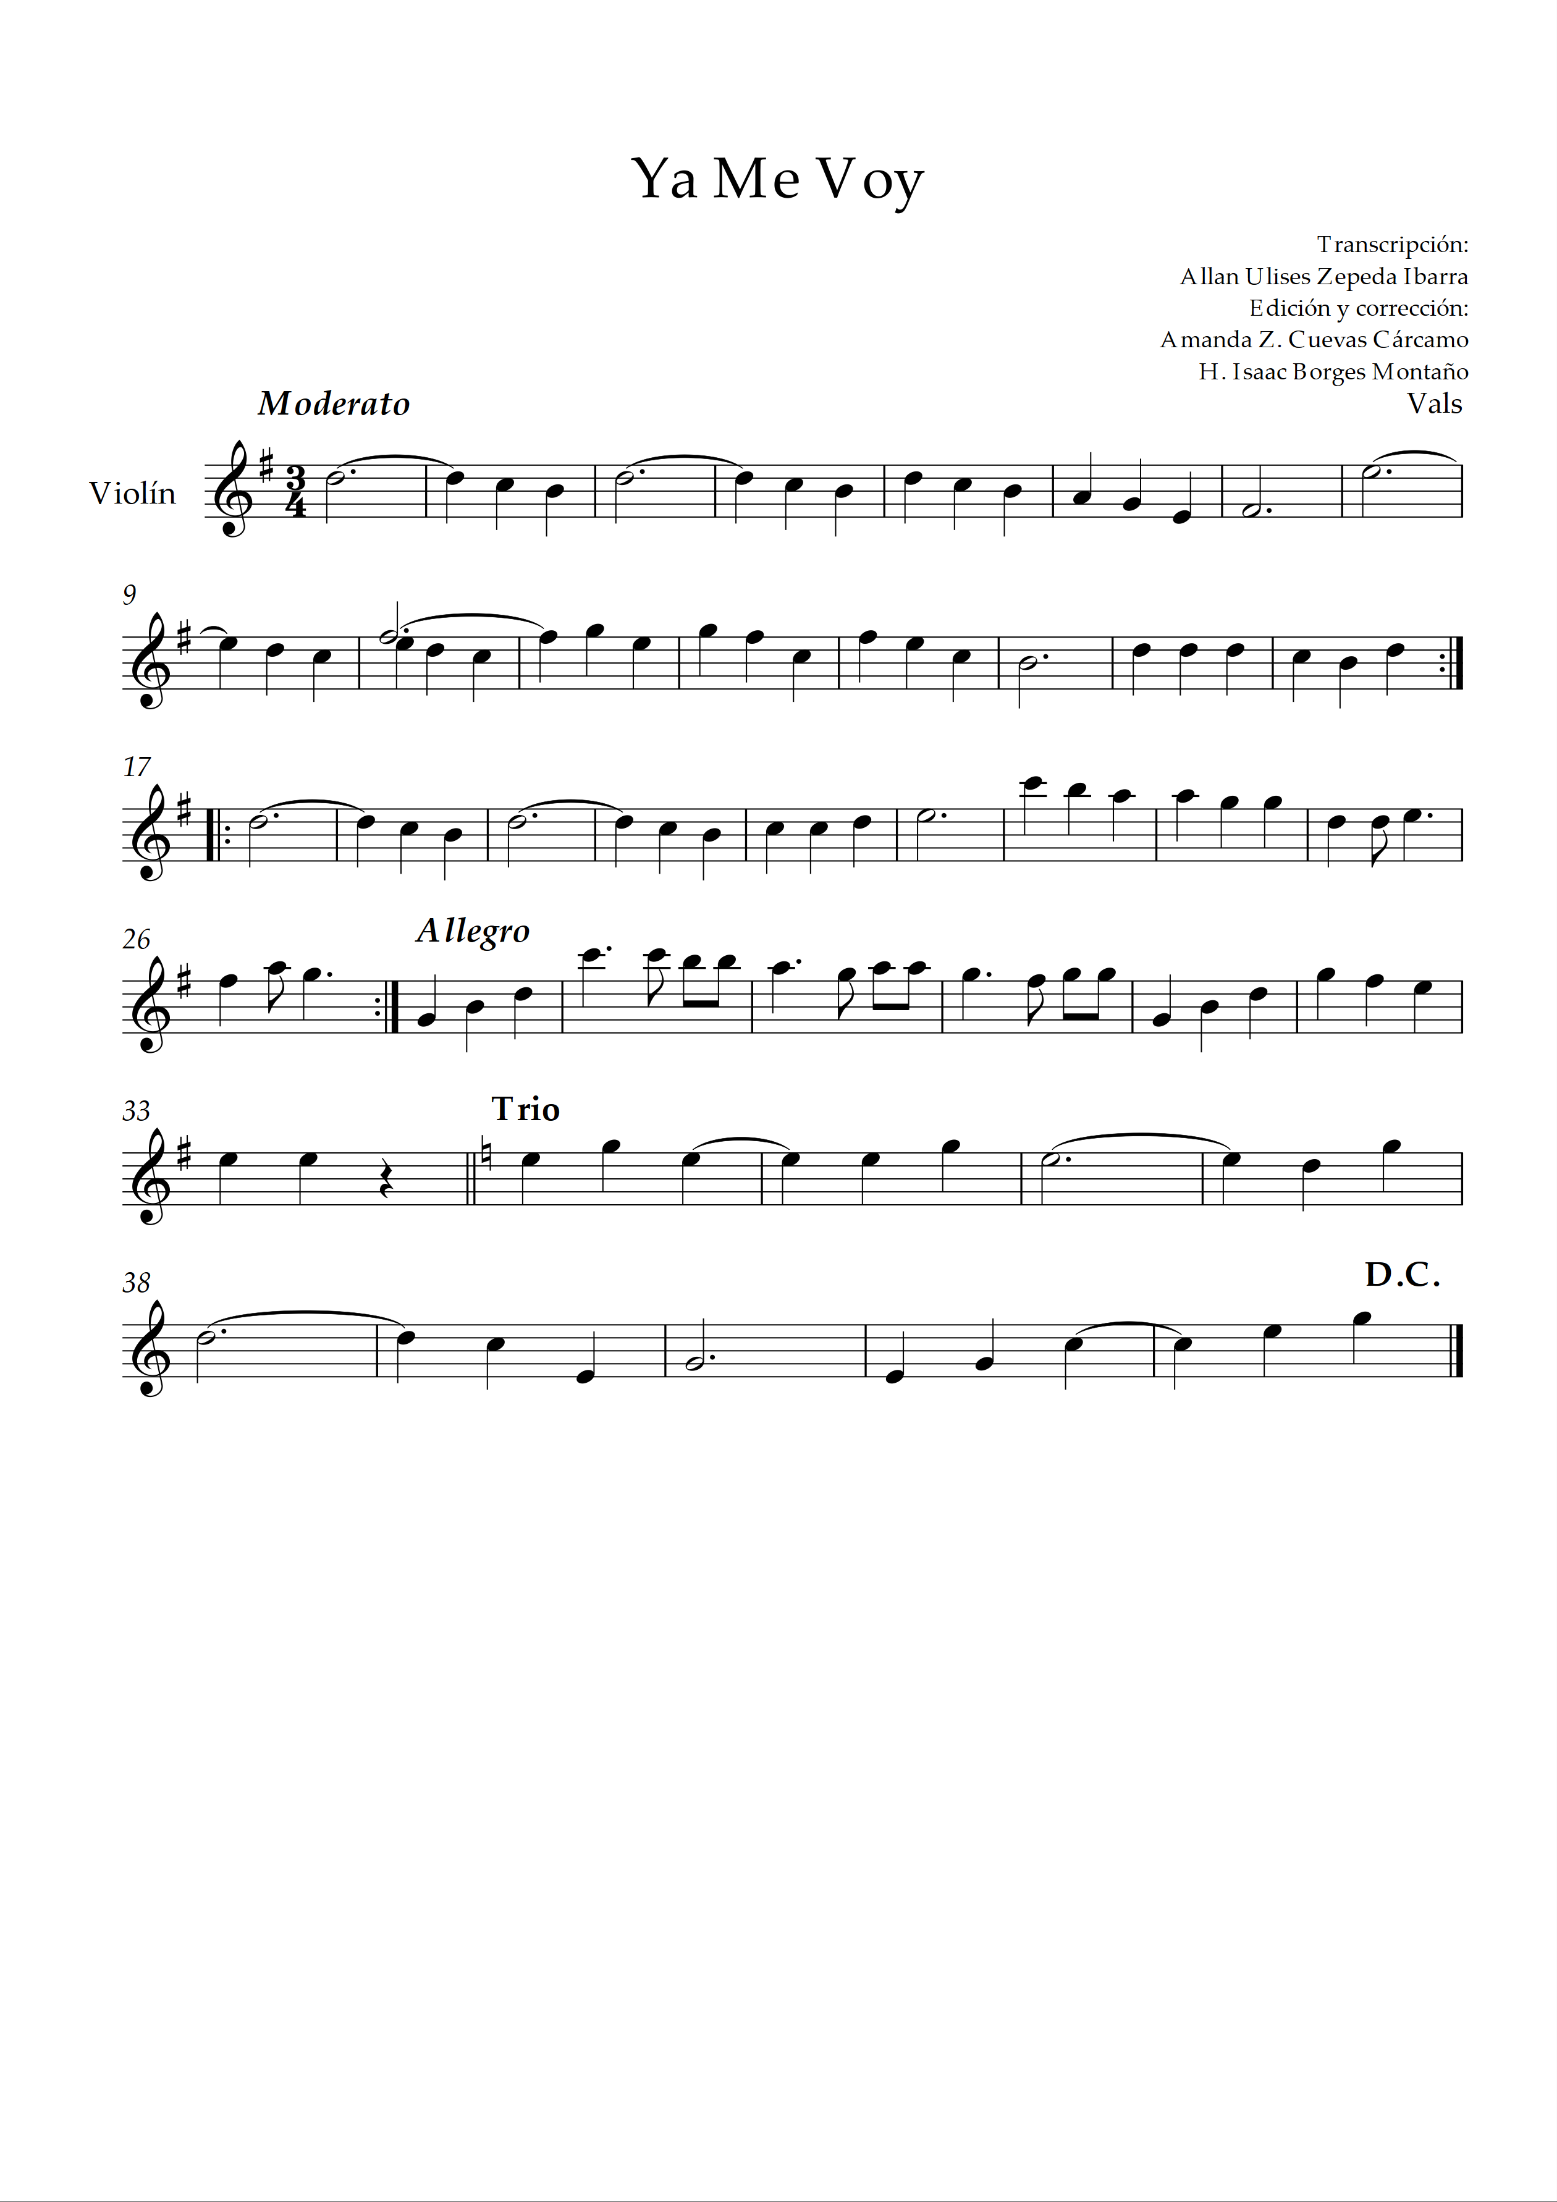 Ya Me Voy
Transcripción:
Allan Ulises Zepeda Ibarra
Edición y corrección:
Amanda Z. Cuevas Cárcamo
H. Isaac Borges Montaño
Moderato
Vals
Violín
3
4
9
17
26
Allegro
33
Trio
38
D.C.